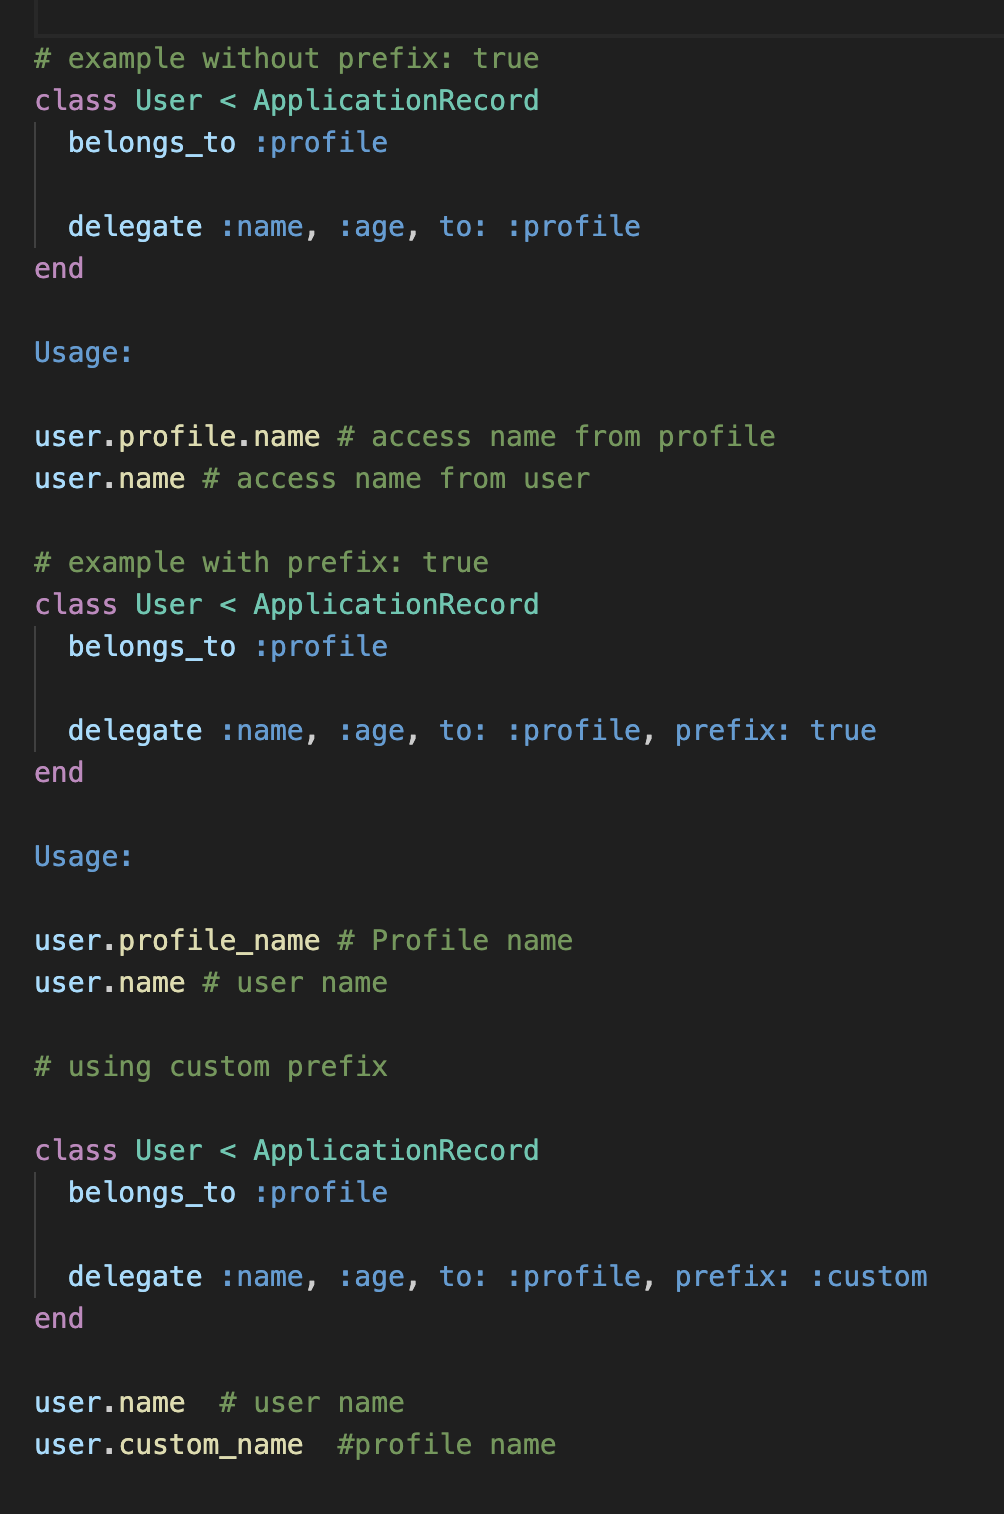 # example without prefix: true
class User < ApplicationRecord
  belongs_to :profile

  delegate :name, :age, to: :profile
end

Usage:

user.profile.name # access name from profile
user.name # access name from user

# example with prefix: true
class User < ApplicationRecord
  belongs_to :profile

  delegate :name, :age, to: :profile, prefix: true
end

Usage:

user.profile_name # Profile name
user.name # user name

# using custom prefix

class User < ApplicationRecord
  belongs_to :profile

  delegate :name, :age, to: :profile, prefix: :custom
end

user.name  # user name
user.custom_name  #profile name